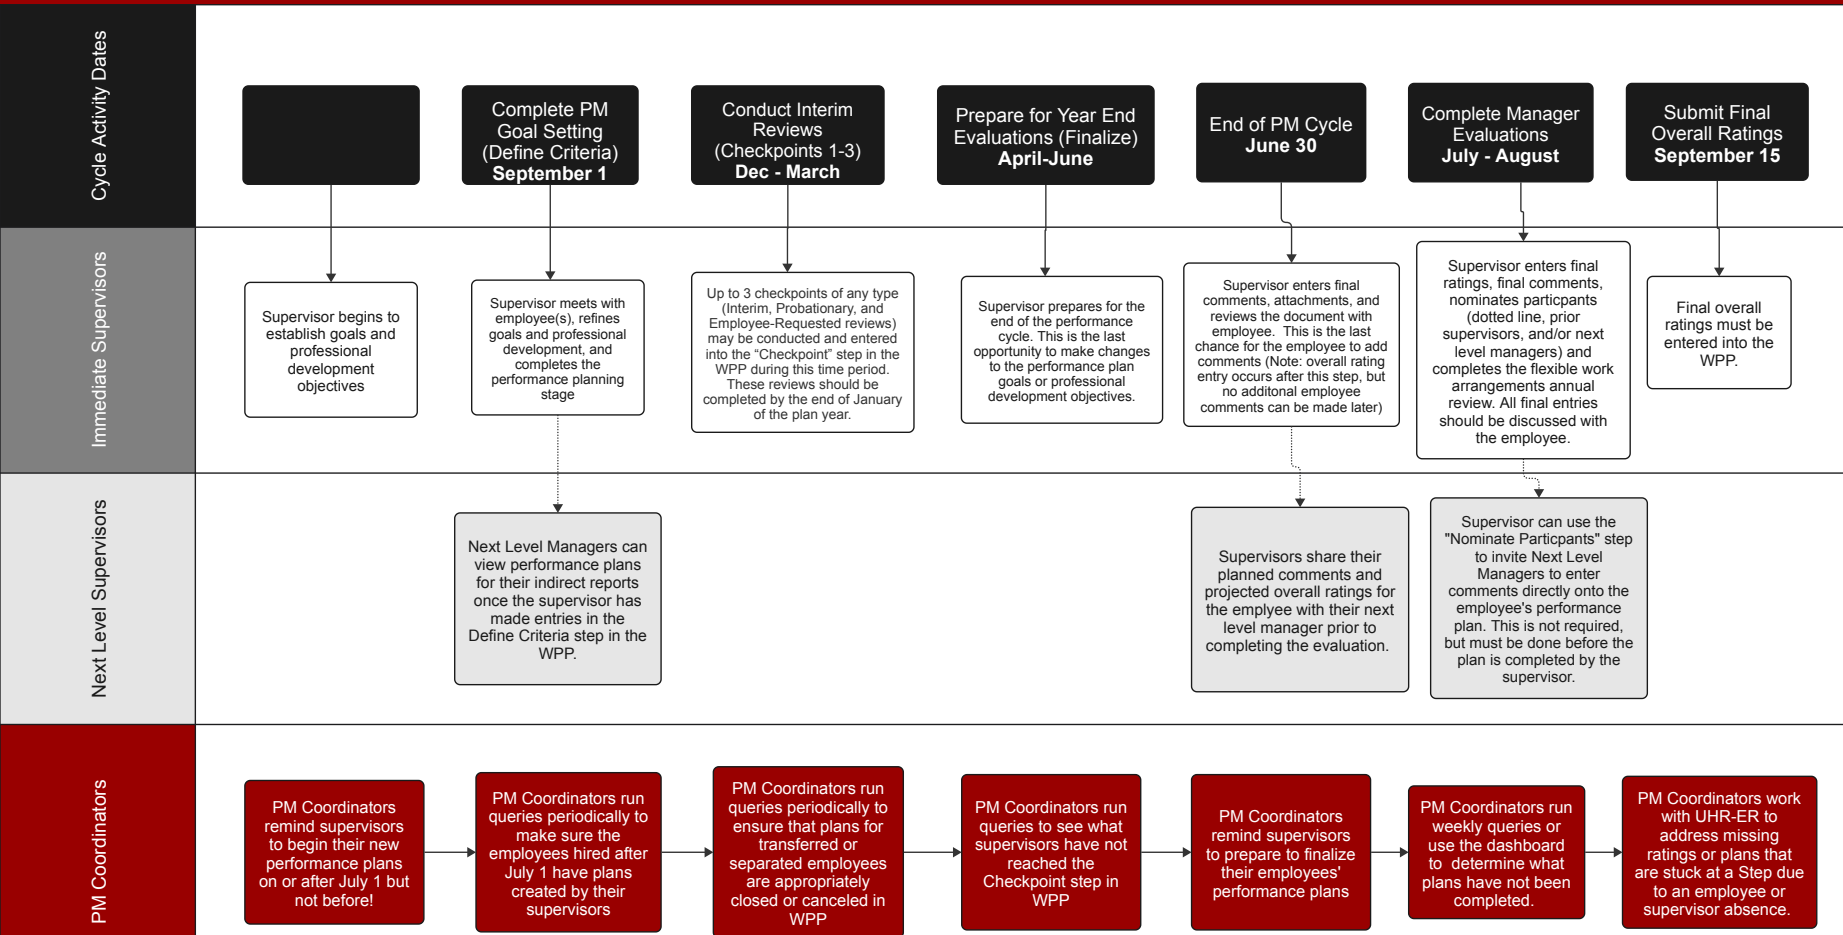 Cycle Activity Dates
Complete PM
Goal Setting
(Define Criteria)
September 1
Conduct Interim
Reviews
(Checkpoints 1-3)
Dec - March
Prepare for Year End
Evaluations (Finalize)
April-June
End of PM Cycle
June 30
Complete Manager
Evaluations
July - August
Submit Final
Overall Ratings
September 15
Immediate Supervisors
Supervisor begins to
establish goals and
professional
development
objectives
Supervisor meets with
employee(s), refines
goals and professional
development, and
completes the
performance planning
stage
Up to 3 checkpoints of any type
(Interim, Probationary, and
Employee-Requested reviews)
may be conducted and entered
into the “Checkpoint” step in the
WPP during this time period.
These reviews should be
completed by the end of January
of the plan year.
Supervisor prepares for the
end of the performance
cycle. This is the last
opportunity to make changes
to the performance plan
goals or professional
development objectives.
Supervisor enters final
comments, attachments, and
reviews the document with
employee. This is the last
chance for the employee to add
comments (Note: overall rating
entry occurs after this step, but
no additonal employee
comments can be made later)
Supervisor enters final
ratings, final comments,
nominates particpants
(dotted line, prior
supervisors, and/or next
level managers) and
completes the flexible work
arrangements annual
review. All final entries
should be discussed with
the employee.
Final overall
ratings must be
entered into the
WPP.
Next Level Supervisors
Next Level Managers can
view performance plans
for their indirect reports
once the supervisor has
made entries in the
Define Criteria step in the
WPP.
Supervisors share their
planned comments and
projected overall ratings for
the emplyee with their next
level manager prior to
completing the evaluation.
Supervisor can use the
"Nominate Particpants" step
to invite Next Level
Managers to enter
comments directly onto the
employee's performance
plan. This is not required,
but must be done before the
plan is completed by the
supervisor.
PM Coordinators
PM Coordinators
remind supervisors
to begin their new
performance plans
on or after July 1 but
not before!
PM Coordinators run
queries periodically to
make sure the
employees hired after
July 1 have plans
created by their
supervisors
PM Coordinators run
queries periodically to
ensure that plans for
transferred or
separated employees
are appropriately
closed or canceled in
WPP
PM Coordinators run
queries to see what
supervisors have not
reached the
Checkpoint step in
WPP
PM Coordinators
remind supervisors
to prepare to finalize
their employees'
performance plans
PM Coordinators run
weekly queries or
use the dashboard
to determine what
plans have not been
completed.
PM Coordinators work
with UHR-ER to
address missing
ratings or plans that
are stuck at a Step due
to an employee or
supervisor absence.